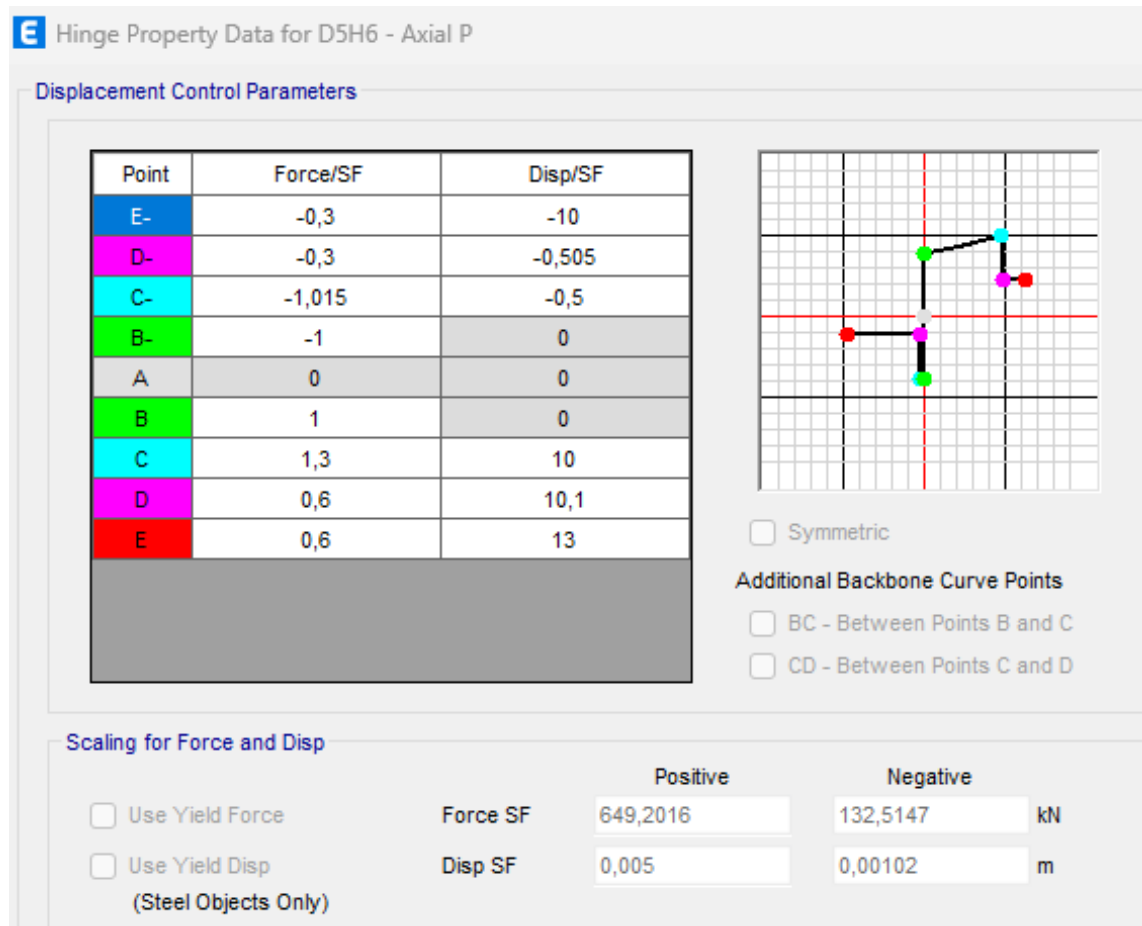 E Hinge Property Data for D5H6 - Axial P
Displacement Control Parameters
Point Force/SF Disp/SF
E- -0,3 -10
D- -0,3 -0,505
C- -1,015 -0,5
B- -1 0
A 0 0
B 1 0
C 1,3 10
D 0,6 10,1
E 0,6 13
Symmetric
Additional Backbone Curve Points
BC - Between Points B and C
CD - Between Points C and D
Scaling for Force and Disp
Positive Negative
Use Yield Force Force SF 649,2016 132,5147 kN
Use Yield Disp Disp SF 0,005 0,00102 m
(Steel Objects Only)